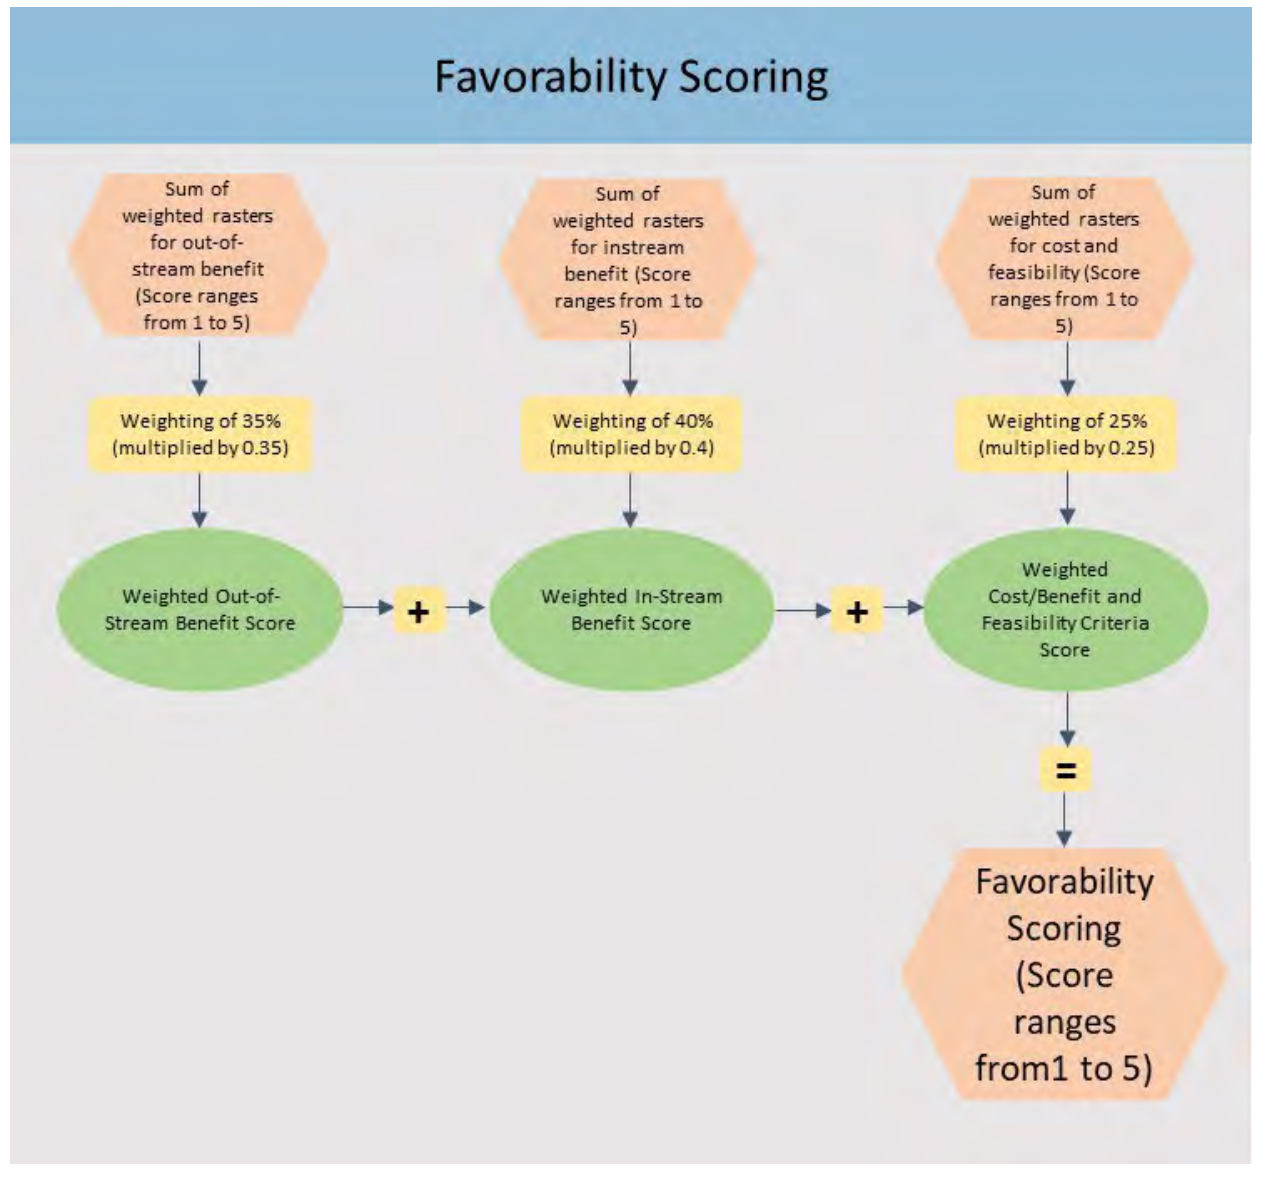 Favorability Scoring
Sum of
weighted rasters
for out-of-
stream benefit
(Score ranges
from 1 to 5)
Sum of
weighted rasters
for instream
benefit (Score
ranges from 1 to
5)
Sum of
weighted rasters
for cost and
feasibility (Score
ranges from 1 to
5)
Weighting of 35%
(multiplied by 0.35)
Weighting of 40%
(multiplied by 0.4)
Weighting of 25%
(multiplied by 0.25)
Weighted Out-of-
Stream Benefit Score
+
Weighted In-Stream
Benefit Score
+
Weighted
Cost/Benefit and
Feasibility Criteria
Score
=
Favorability
Scoring
(Score
ranges
from1 to 5)